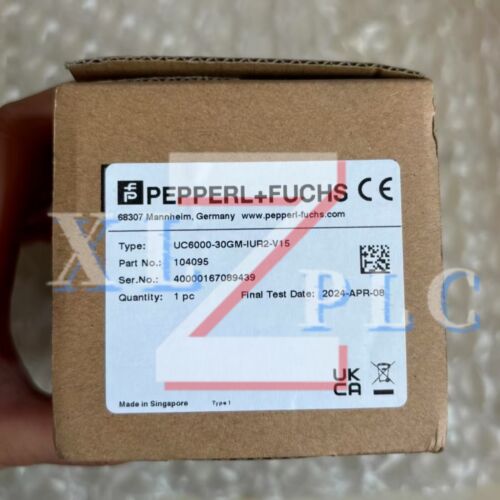 PEPPERL+FUCHS CE
68307 Mannheim, Germany www.pepperl-fuchs.com
Type: UC6000-30GM-IUR2-V15
Part No.: 104095
Ser.No.: 40000167089439
Quantity: 1 pc Final Test Date: 2024-APR-08
UK
CA
Made in Singapore Type 1
XL Z PLC